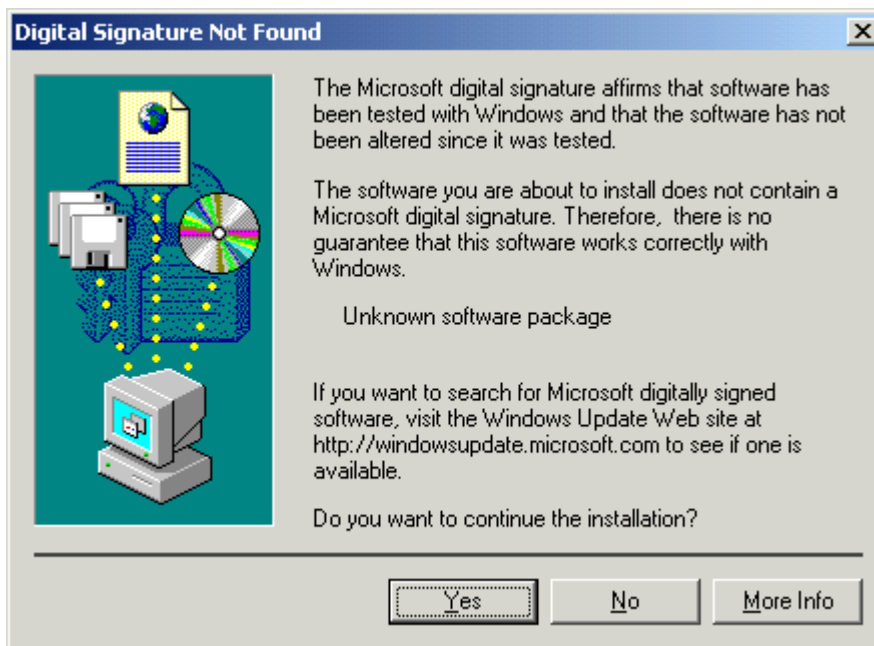 Digital Signature Not Found
The Microsoft digital signature affirms that software has
been tested with Windows and that the software has not
been altered since it was tested.
The software you are about to install does not contain a
Microsoft digital signature. Therefore,  there is no
guarantee that this software works correctly with
Windows.
Unknown software package
If you want to search for Microsoft digitally signed
software, visit the Windows Update Web site at
http://windowsupdate.microsoft.com to see if one is
available.
Do you want to continue the installation?
Yes
No
More Info